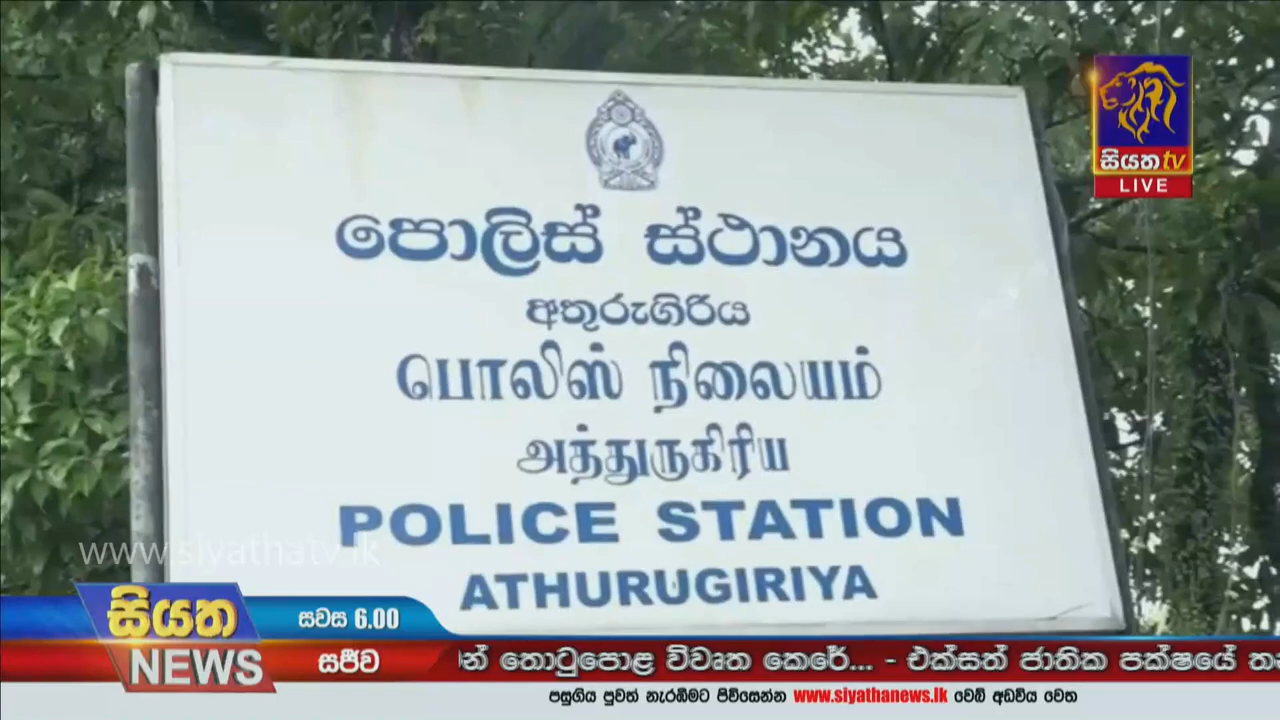 සියත tv
LIVE
පොලිස් ස්ථානය
අතුරුගිරිය
பொலிஸ் நிலையம்
அத்துருகிரிய
POLICE STATION
ATHURUGIRIYA
www.siyathatv.lk
සියත
NEWS
සවස 6.00
සජීව
තොටුපොළ විවෘත කෙරේ... - එක්සත් ජාතික පක්ෂයේ
පසුගිය පුවත් නැරඹීමට පිවිසෙන්න www.siyathanews.lk වෙබ් අඩවිය වෙත